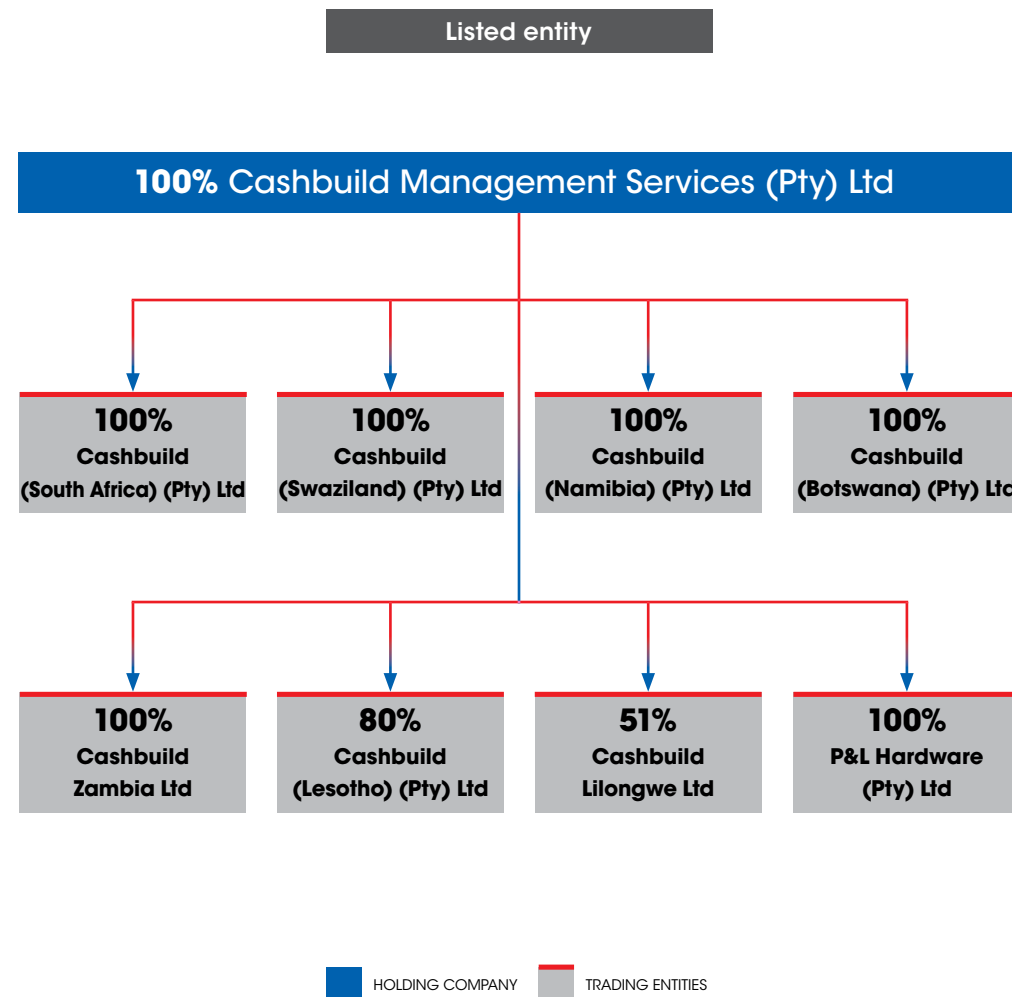 Listed entity
100% Cashbuild Management Services (Pty) Ltd
100%
Cashbuild
(South Africa) (Pty) Ltd
100%
Cashbuild
(Swaziland) (Pty) Ltd
100%
Cashbuild
(Namibia) (Pty) Ltd
100%
Cashbuild
(Botswana) (Pty) Ltd
100%
Cashbuild
Zambia Ltd
80%
Cashbuild
(Lesotho) (Pty) Ltd
51%
Cashbuild
Lilongwe Ltd
100%
P&L Hardware
(Pty) Ltd
HOLDING COMPANY
TRADING ENTITIES